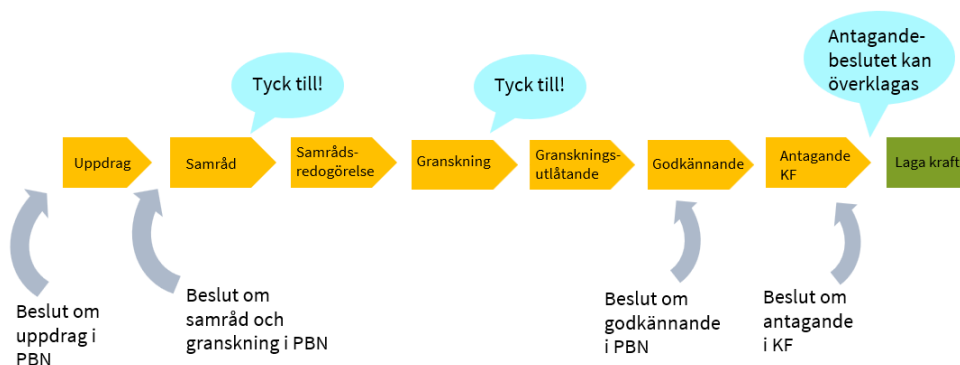 Tyck till!
Tyck till!
Antagande-
beslutet kan
överklagas
Uppdrag
Samråd
Samråds-
redogörelse
Granskning
Gransknings-
utlåtande
Godkännande
Antagande
KF
Laga kraft
Beslut om
uppdrag i
PBN
Beslut om
samråd och
granskning i PBN
Beslut om
godkännande
i PBN
Beslut om
antagande
i KF